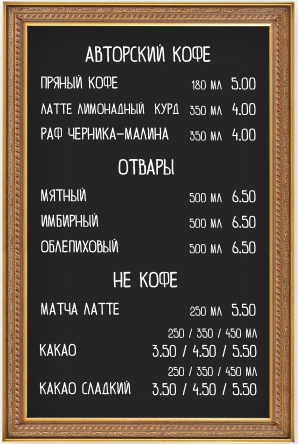 АВТОРСКИЙ КОФЕ
ПРЯНЫЙ КОФЕ 180 МЛ 5.00
ЛАТТЕ ЛИМОНАДНЫЙ КУРД 350 МЛ 4.00
РАФ ЧЕРНИКА-МАЛИНА 350 МЛ 4.00
ОТВАРЫ
МЯТНЫЙ 500 МЛ 6.50
ИМБИРНЫЙ 500 МЛ 6.50
ОБЛЕПИХОВЫЙ 500 МЛ 6.50
НЕ КОФЕ
МАТЧА ЛАТТЕ 250 МЛ 5.50
250 / 350 / 450 МЛ
КАКАО 3.50 / 4.50 / 5.50
250 / 350 / 450 МЛ
КАКАО СЛАДКИЙ 3.50 / 4.50 / 5.50